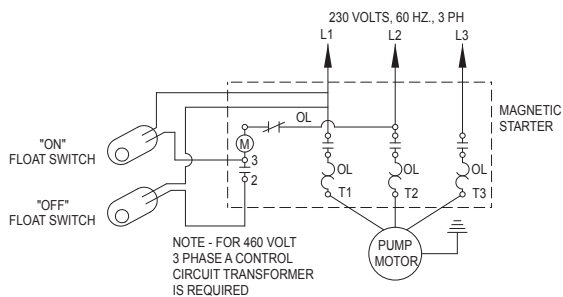 230 VOLTS, 60 HZ., 3 PH
L1
L2
L3
OL
MAGNETIC
STARTER
"ON"
FLOAT SWITCH
M
3
2
OL
OL
OL
T1
T2
T3
"OFF"
FLOAT SWITCH
NOTE - FOR 460 VOLT
3 PHASE A CONTROL
CIRCUIT TRANSFORMER
IS REQUIRED
PUMP
MOTOR